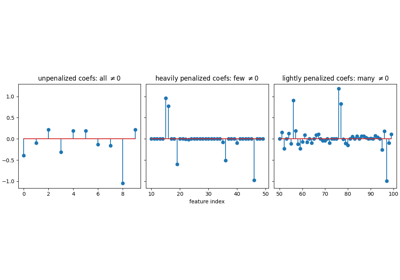 unpenalized coefs: all ≠0
heavily penalized coefs: few ≠0
lightly penalized coefs: many ≠0
1.0
0.5
0.0
−0.5
−1.0
0 2 4 6 8
10 20 30 40 50
50 60 70 80 90 100
feature index